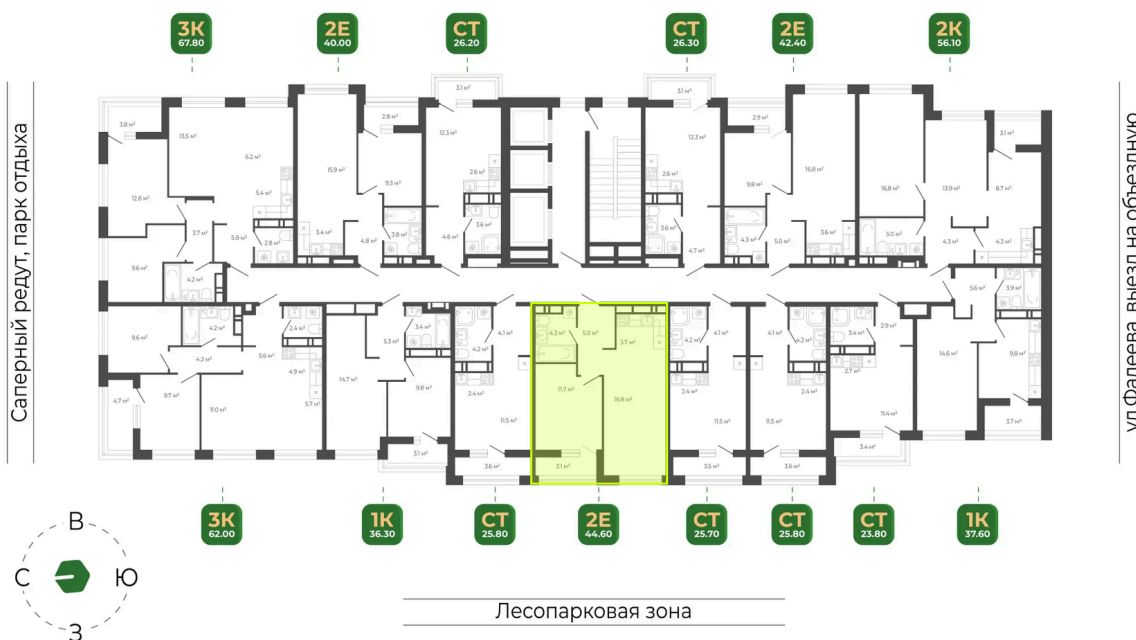 3К
67.80
2Е
40.00
СТ
26.20
СТ
26.30
2Е
42.40
2К
56.10
Саперный редут, парк отдыха
ул.Фадеева, выезд на объездную
3.8 м²
13.5 м²
6.2 м²
5.4 м²
12.8 м²
3.7 м²
5.8 м²
2.8 м²
9.6 м²
4.2 м²
15.9 м²
2.8 м²
9.3 м²
3.4 м²
4.8 м²
3.8 м²
3.1 м²
12.3 м²
2.6 м²
3.6 м²
4.6 м²
3.1 м²
12.3 м²
2.6 м²
3.6 м²
4.7 м²
2.9 м²
16.8 м²
9.8 м²
4.3 м²
5.0 м²
3.6 м²
16.8 м²
13.9 м²
3.1 м²
8.7 м²
5.0 м²
4.3 м²
4.3 м²
9.6 м²
4.2 м²
4.2 м²
2.4 м²
5.6 м²
4.9 м²
5.7 м²
4.7 м²
9.7 м²
11.0 м²
5.3 м²
3.4 м²
14.7 м²
9.8 м²
3.1 м²
4.1 м²
4.2 м²
2.4 м²
11.5 м²
3.6 м²
4.3 м²
5.0 м²
3.7 м²
11.7 м²
16.8 м²
3.1 м²
4.2 м²
4.1 м²
2.4 м²
11.5 м²
3.5 м²
4.1 м²
4.2 м²
2.4 м²
11.5 м²
3.6 м²
3.4 м²
2.9 м²
2.7 м²
11.4 м²
3.4 м²
5.6 м²
3.9 м²
14.6 м²
9.8 м²
3.7 м²
3К
62.00
1К
36.30
СТ
25.80
2Е
44.60
СТ
25.70
СТ
25.80
СТ
23.80
1К
37.60
В
С
Ю
З
Лесопарковая зона